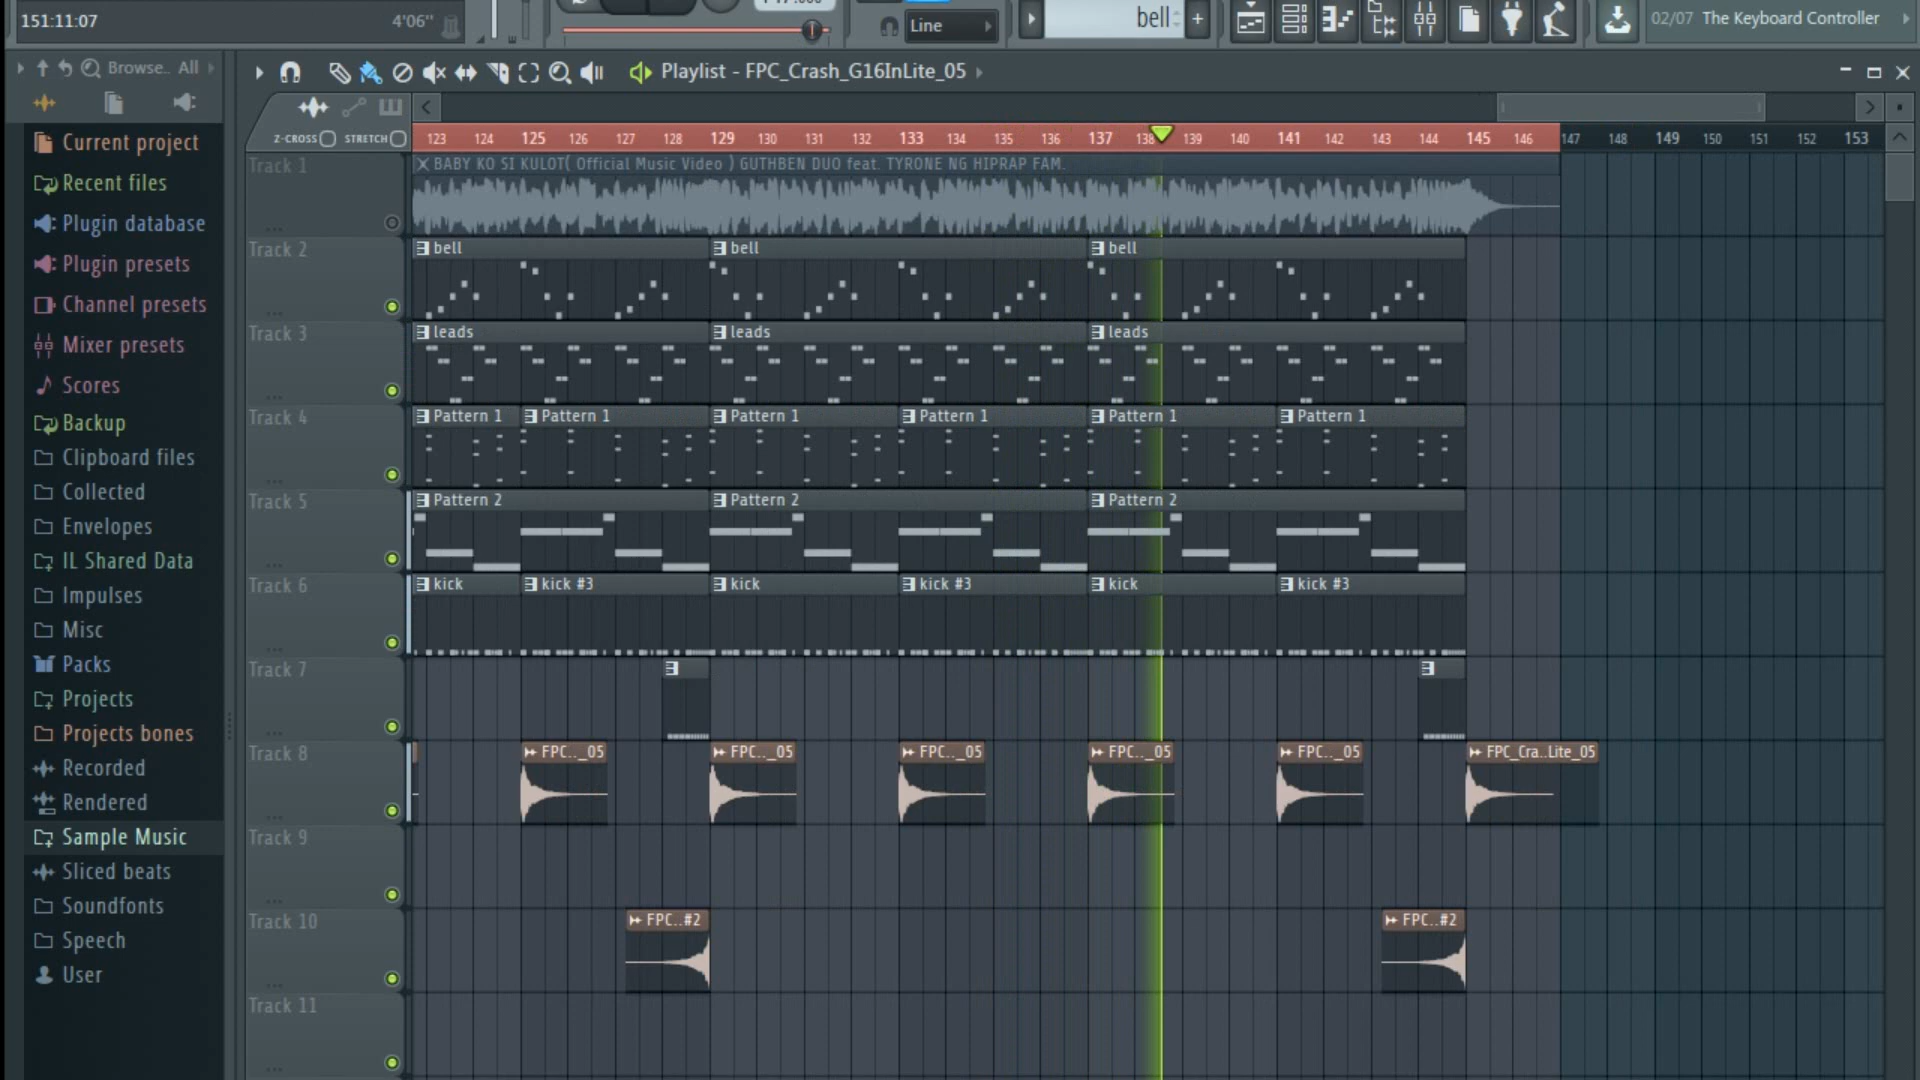 151:11:07
4'06''
Line
bell
02/07 The Keyboard Controller
Browse.. All
Playlist - FPC_Crash_G16InLite_05
Z-CROSS STRETCH
123 124 125 126 127 128 129 130 131 132 133 134 135 136 137 138 139 140 141 142 143 144 145 146 147 148 149 150 151 152 153
Current project
Recent files
Plugin database
Plugin presets
Channel presets
Mixer presets
Scores
Backup
Clipboard files
Collected
Envelopes
IL Shared Data
Impulses
Misc
Packs
Projects
Projects bones
Recorded
Rendered
Sample Music
Sliced beats
Soundfonts
Speech
User
Track 1
BABY KO SI KULOT( Official Music Video ) GUTHBEN DUO feat. TYRONE NG HIPRAP FAM.
Track 2
bell bell bell
Track 3
leads leads leads
Track 4
Pattern 1 Pattern 1 Pattern 1 Pattern 1 Pattern 1 Pattern 1
Track 5
Pattern 2 Pattern 2 Pattern 2
Track 6
kick kick #3 kick kick #3 kick kick #3
Track 7
Track 8
FPC.._05 FPC.._05 FPC.._05 FPC.._05 FPC.._05 FPC_Cra..Lite_05
Track 9
Track 10
FPC..#2 FPC..#2
Track 11